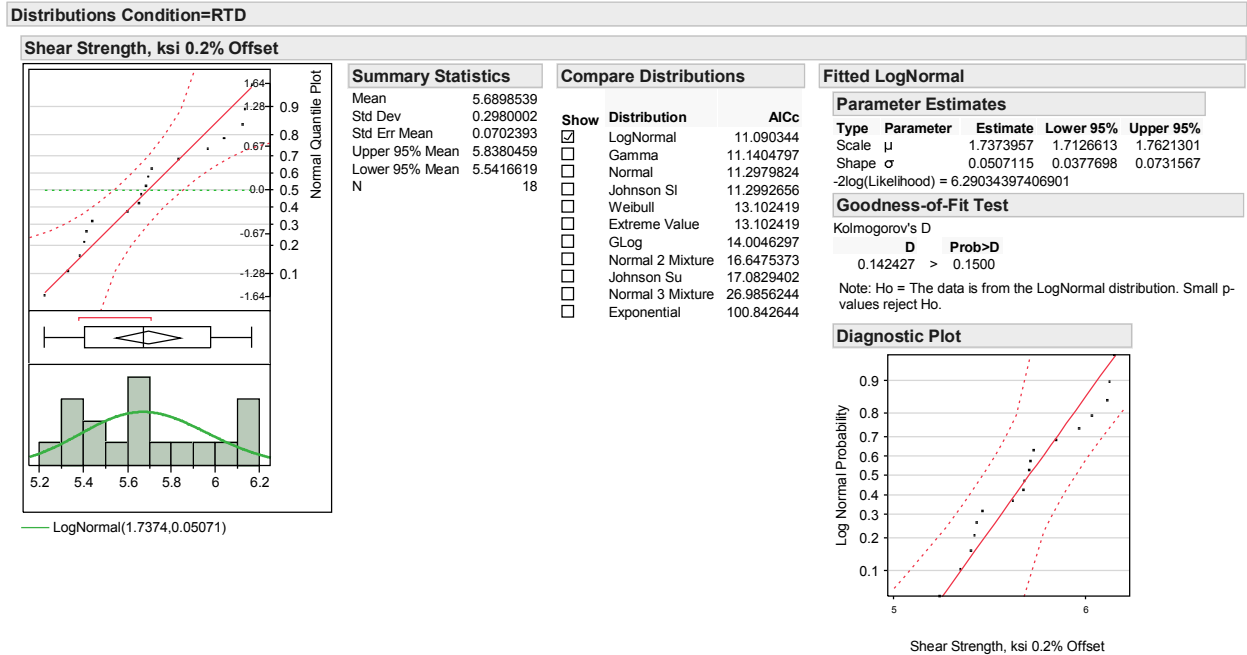 Distributions Condition=RTD
Shear Strength, ksi 0.2% Offset
1.64
1.28
0.67
0.0
-0.67
-1.28
-1.64
0.9
0.8
0.7
0.6
0.5
0.4
0.3
0.2
0.1
Normal Quantile Plot
5.2 5.4 5.6 5.8 6 6.2
LogNormal(1.7374,0.05071)
Summary Statistics
Mean 5.6898539
Std Dev 0.2980002
Std Err Mean 0.0702393
Upper 95% Mean 5.8380459
Lower 95% Mean 5.5416619
N 18
Compare Distributions
Show Distribution AICc
LogNormal 11.090344
Gamma 11.1404797
Normal 11.2979824
Johnson Sl 11.2992656
Weibull 13.102419
Extreme Value 13.102419
GLog 14.0046297
Normal 2 Mixture 16.6475373
Johnson Su 17.0829402
Normal 3 Mixture 26.9856244
Exponential 100.842644
Fitted LogNormal
Parameter Estimates
Type Parameter Estimate Lower 95% Upper 95%
Scale μ 1.7373957 1.7126613 1.7621301
Shape σ 0.0507115 0.0377698 0.0731567
-2log(Likelihood) = 6.29034397406901
Goodness-of-Fit Test
Kolmogorov's D
D Prob>D
0.142427 > 0.1500
Note: Ho = The data is from the LogNormal distribution. Small p-
values reject Ho.
Diagnostic Plot
Log Normal Probability
0.9
0.8
0.7
0.6
0.5
0.4
0.3
0.2
0.1
5 6
Shear Strength, ksi 0.2% Offset